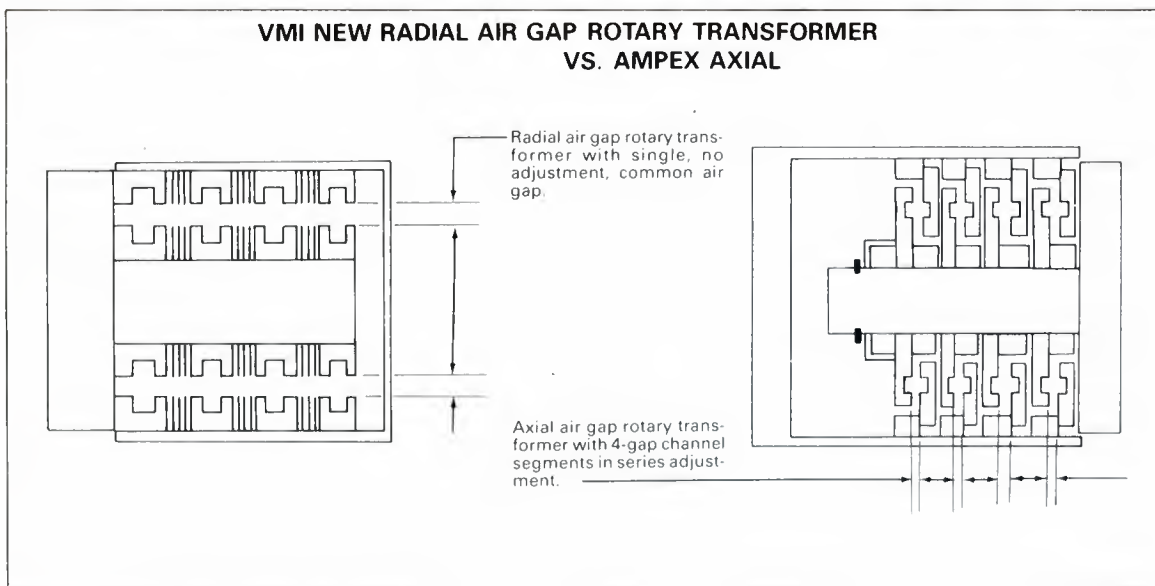 VMI NEW RADIAL AIR GAP ROTARY TRANSFORMER
VS. AMPEX AXIAL
Radial air gap rotary trans-
former with single, no
adjustment, common air
gap.
Axial air gap rotary trans-
former with 4-gap channel
segments in series adjust-
ment.